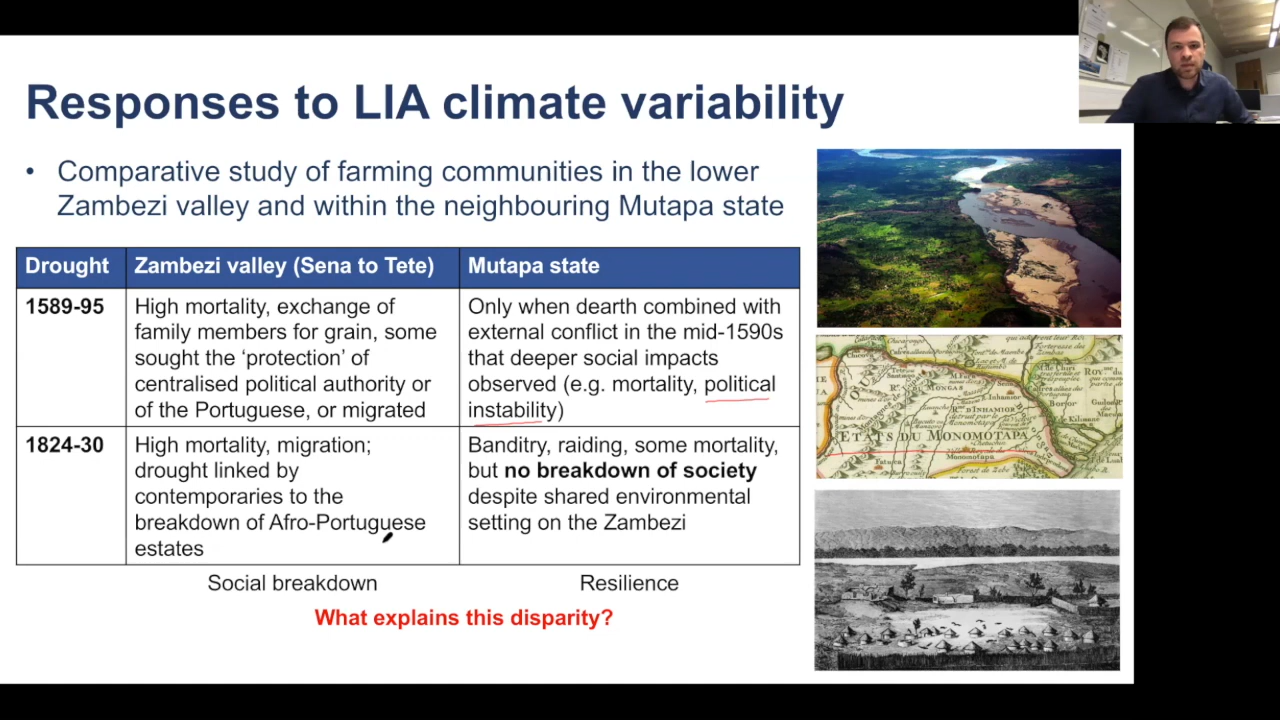 Responses to LIA climate variability
• Comparative study of farming communities in the lower
Zambezi valley and within the neighbouring Mutapa state
Drought
Zambezi valley (Sena to Tete)
Mutapa state
1589-95
High mortality, exchange of
family members for grain, some
sought the ‘protection’ of
centralised political authority or
of the Portuguese, or migrated
Only when dearth combined with
external conflict in the mid-1590s
that deeper social impacts
observed (e.g. mortality, political
instability)
1824-30
High mortality, migration;
drought linked by
contemporaries to the
breakdown of Afro-Portuguese
estates
Banditry, raiding, some mortality,
but no breakdown of society
despite shared environmental
setting on the Zambezi
Social breakdown
Resilience
What explains this disparity?
MONGAS
R. D'INHAMIOR
Boror
ETATS DU MONOMOTAPA
Monomotapa